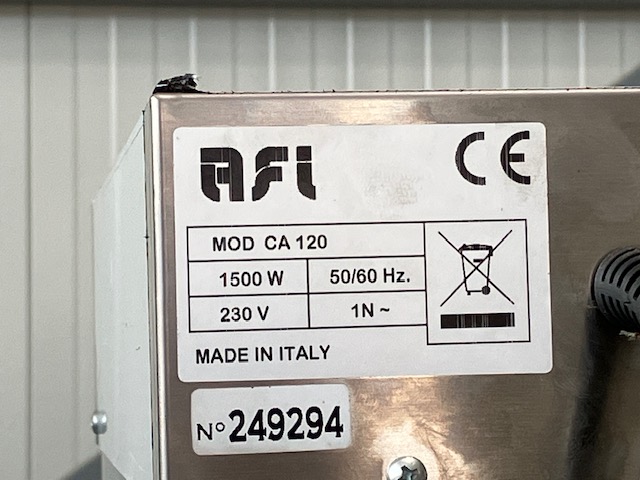 AFI
CE
MOD CA 120
1500 W 50/60 Hz.
230 V 1N ~
MADE IN ITALY
N° 249294